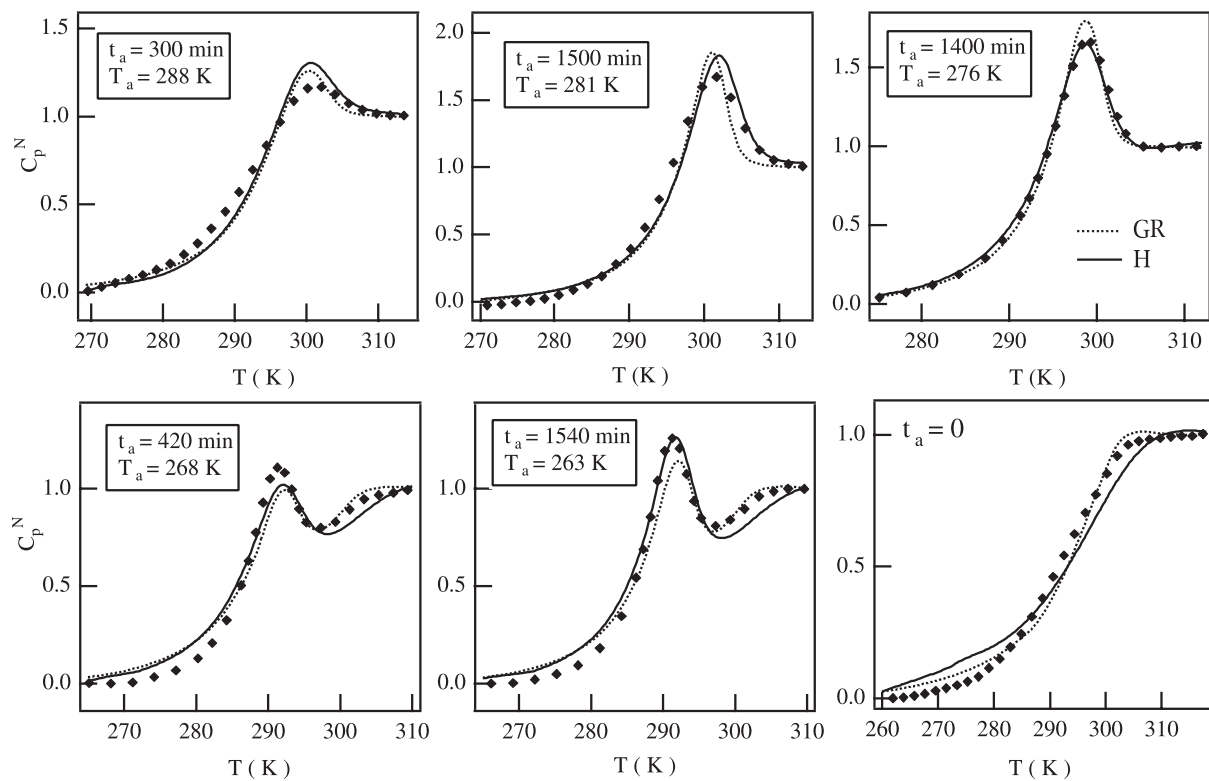 1.5
1.0
0.5
0.0
C_p^N
t_a = 300 min
T_a = 288 K
270 280 290 300 310
T ( K )
2.0
1.5
1.0
0.5
0.0
t_a = 1500 min
T_a = 281 K
270 280 290 300 310
T (K )
1.5
1.0
0.5
0.0
t_a = 1400 min
T_a = 276 K
GR
H
280 290 300 310
T ( K )
1.0
0.5
0.0
C_p^N
t_a = 420 min
T_a = 268 K
270 280 290 300 310
T ( K )
1.0
0.5
0.0
t_a = 1540 min
T_a = 263 K
270 280 290 300 310
T ( K )
1.0
0.5
0.0
t_a = 0
260 270 280 290 300 310
T ( K )